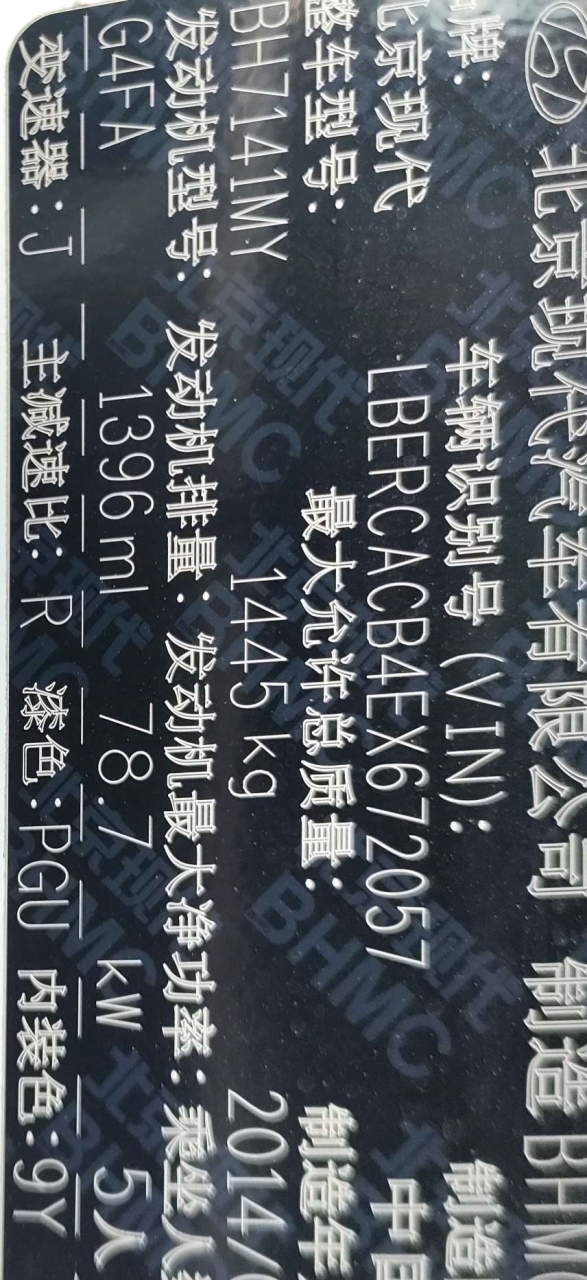 北京现代汽车有限公司 制造 BHM
牌: 车辆识别号 (VIN): 制造
北京现代 LBERCACB4EX672057 中国
整车型号: 最大允许总质量: 制造年
BH7141MY 1445 kg 2014/
发动机型号: 发动机排量: 发动机最大净功率: 乘坐人
G4FA 1396 ml 78.7 kW 5人
变速器: J 主减速比: R 漆色: PGU 内装色: 9Y